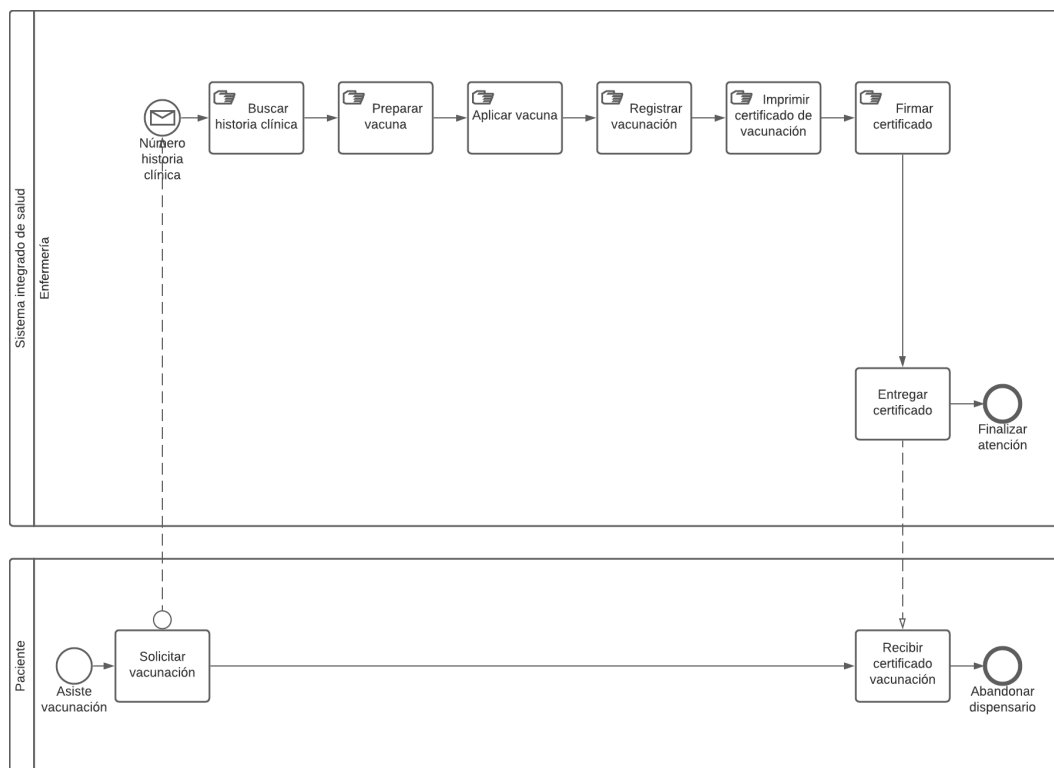 Sistema integrado de salud
Enfermería
Número
historia
clínica
Buscar
historia clínica
Preparar
vacuna
Aplicar vacuna
Registrar
vacunación
Imprimir
certificado de
vacunación
Firmar
certificado
Entregar
certificado
Finalizar
atención
Paciente
Asiste
vacunación
Solicitar
vacunación
Recibir
certificado
vacunación
Abandonar
dispensario